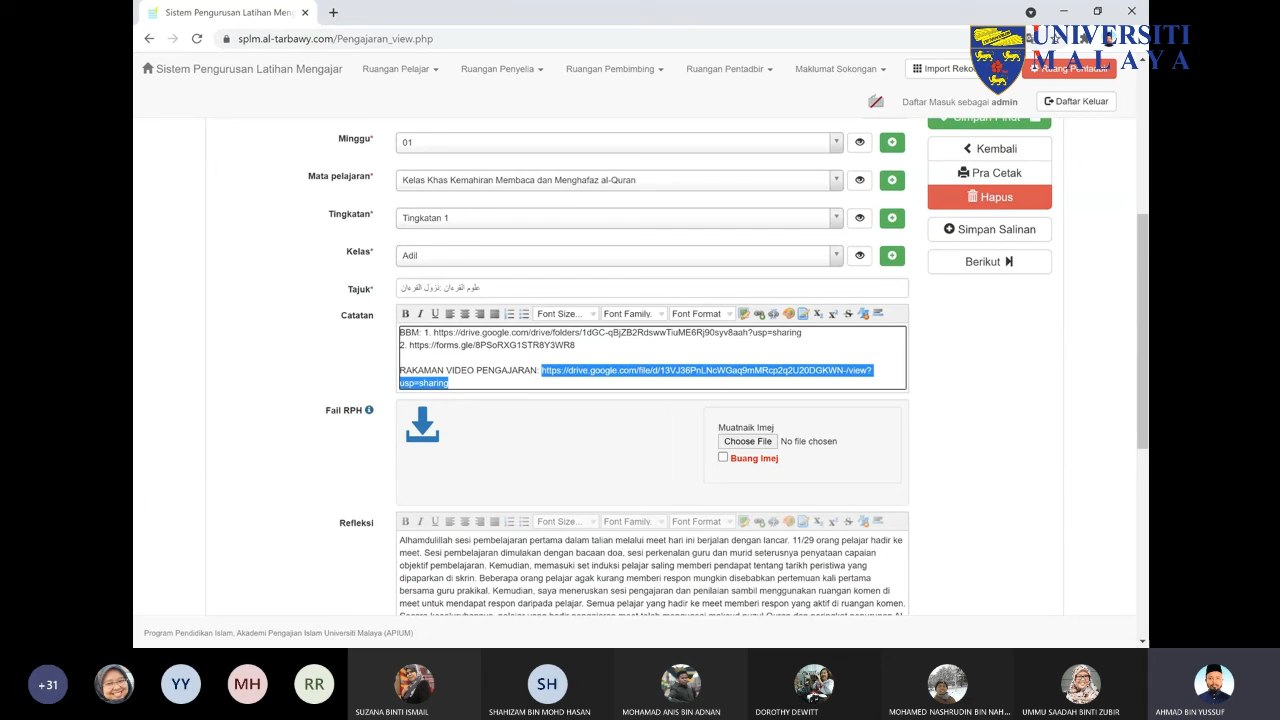 Sistem Pengurusan Latihan Meng
splm.al-tarbawy.com/Pengajaran_view.php
UNIVERSITI
MALAYA
Sistem Pengurusan Latihan Mengajar
Ruangan Pelajar
Ruangan Penyelia
Ruangan Pembimbing
Ruangan Pentadbir
Maklumat Sokongan
Import Reko
Ruang Pentadbir
Daftar Masuk sebagai admin
Daftar Keluar
Minggu*
01
Kembali
Pra Cetak
Mata pelajaran*
Kelas Khas Kemahiran Membaca dan Menghafaz al-Quran
Hapus
Tingkatan*
Tingkatan 1
Simpan Salinan
Kelas*
Adil
Berikut
Tajuk*
علوم القرءان :نزول القرءان
Catatan
B I U Font Size... Font Family. Font Format
BBM: 1. https://drive.google.com/drive/folders/1dGC-qBjZB2RdswwTiuME6Rj90syv8aah?usp=sharing
2. https://forms.gle/8PSoRXG1STR8Y3WR8
RAKAMAN VIDEO PENGAJARAN: https://drive.google.com/file/d/13VJ36PnLNcWGaq9mMRcp2q2U20DGKWN-/view?
usp=sharing
Fail RPH
Muatnaik Imej
Choose File No file chosen
Buang Imej
Refleksi
B I U Font Size... Font Family. Font Format
Alhamdulillah sesi pembelajaran pertama dalam talian melalui meet hari ini berjalan dengan lancar. 11/29 orang pelajar hadir ke
meet. Sesi pembelajaran dimulakan dengan bacaan doa, sesi perkenalan guru dan murid seterusnya penyataan capaian
objektif pembelajaran. Kemudian, memasuki set induksi pelajar saling memberi pendapat tentang tarikh peristiwa yang
dipaparkan di skrin. Beberapa orang pelajar agak kurang memberi respon mungkin disebabkan pertemuan kali pertama
bersama guru prakikal. Kemudian, saya meneruskan sesi pengajaran dan penilaian sambil menggunakan ruangan komen di
meet untuk mendapat respon daripada pelajar. Semua pelajar yang hadir ke meet memberi respon yang aktif di ruangan komen.
Program Pendidikan Islam, Akademi Pengajian Islam Universiti Malaya (APIUM)
+31
YY
MH
RR
SH
SUZANA BINTI ISMAIL
SHAHIZAM BIN MOHD HASAN
MOHAMAD ANIS BIN ADNAN
DOROTHY DEWITT
MOHAMED NASHRUDIN BIN NAH...
UMMU SAADAH BINTI ZUBIR
AHMAD BIN YUSSUF